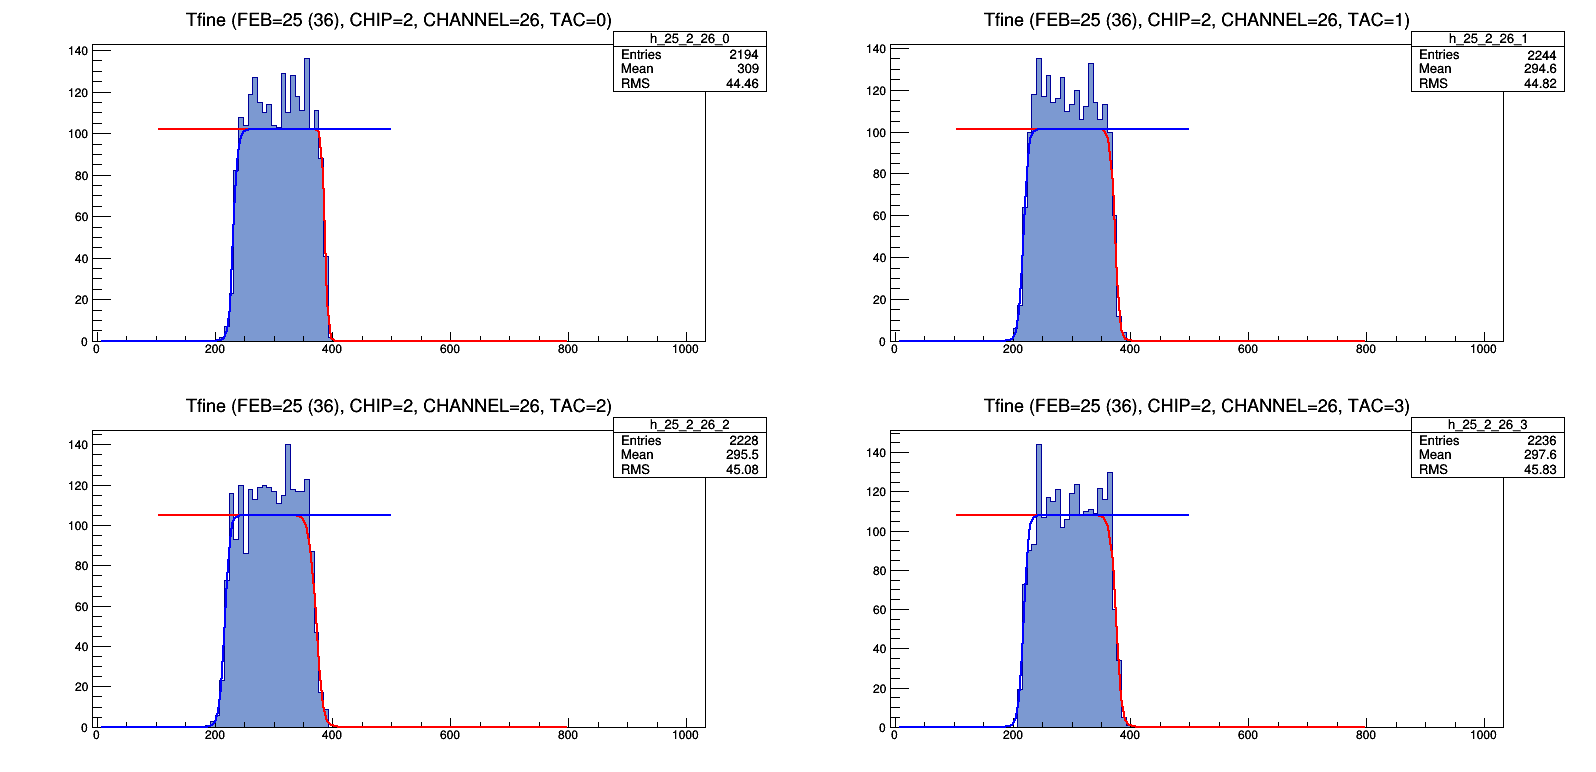 Tfine (FEB=25 (36), CHIP=2, CHANNEL=26, TAC=0)
h_25_2_26_0
Entries 2194
Mean 309
RMS 44.46
140
120
100
80
60
40
20
0
0 200 400 600 800 1000
Tfine (FEB=25 (36), CHIP=2, CHANNEL=26, TAC=1)
h_25_2_26_1
Entries 2244
Mean 294.6
RMS 44.82
140
120
100
80
60
40
20
0
0 200 400 600 800 1000
Tfine (FEB=25 (36), CHIP=2, CHANNEL=26, TAC=2)
h_25_2_26_2
Entries 2228
Mean 295.5
RMS 45.08
140
120
100
80
60
40
20
0
0 200 400 600 800 1000
Tfine (FEB=25 (36), CHIP=2, CHANNEL=26, TAC=3)
h_25_2_26_3
Entries 2236
Mean 297.6
RMS 45.83
140
120
100
80
60
40
20
0
0 200 400 600 800 1000